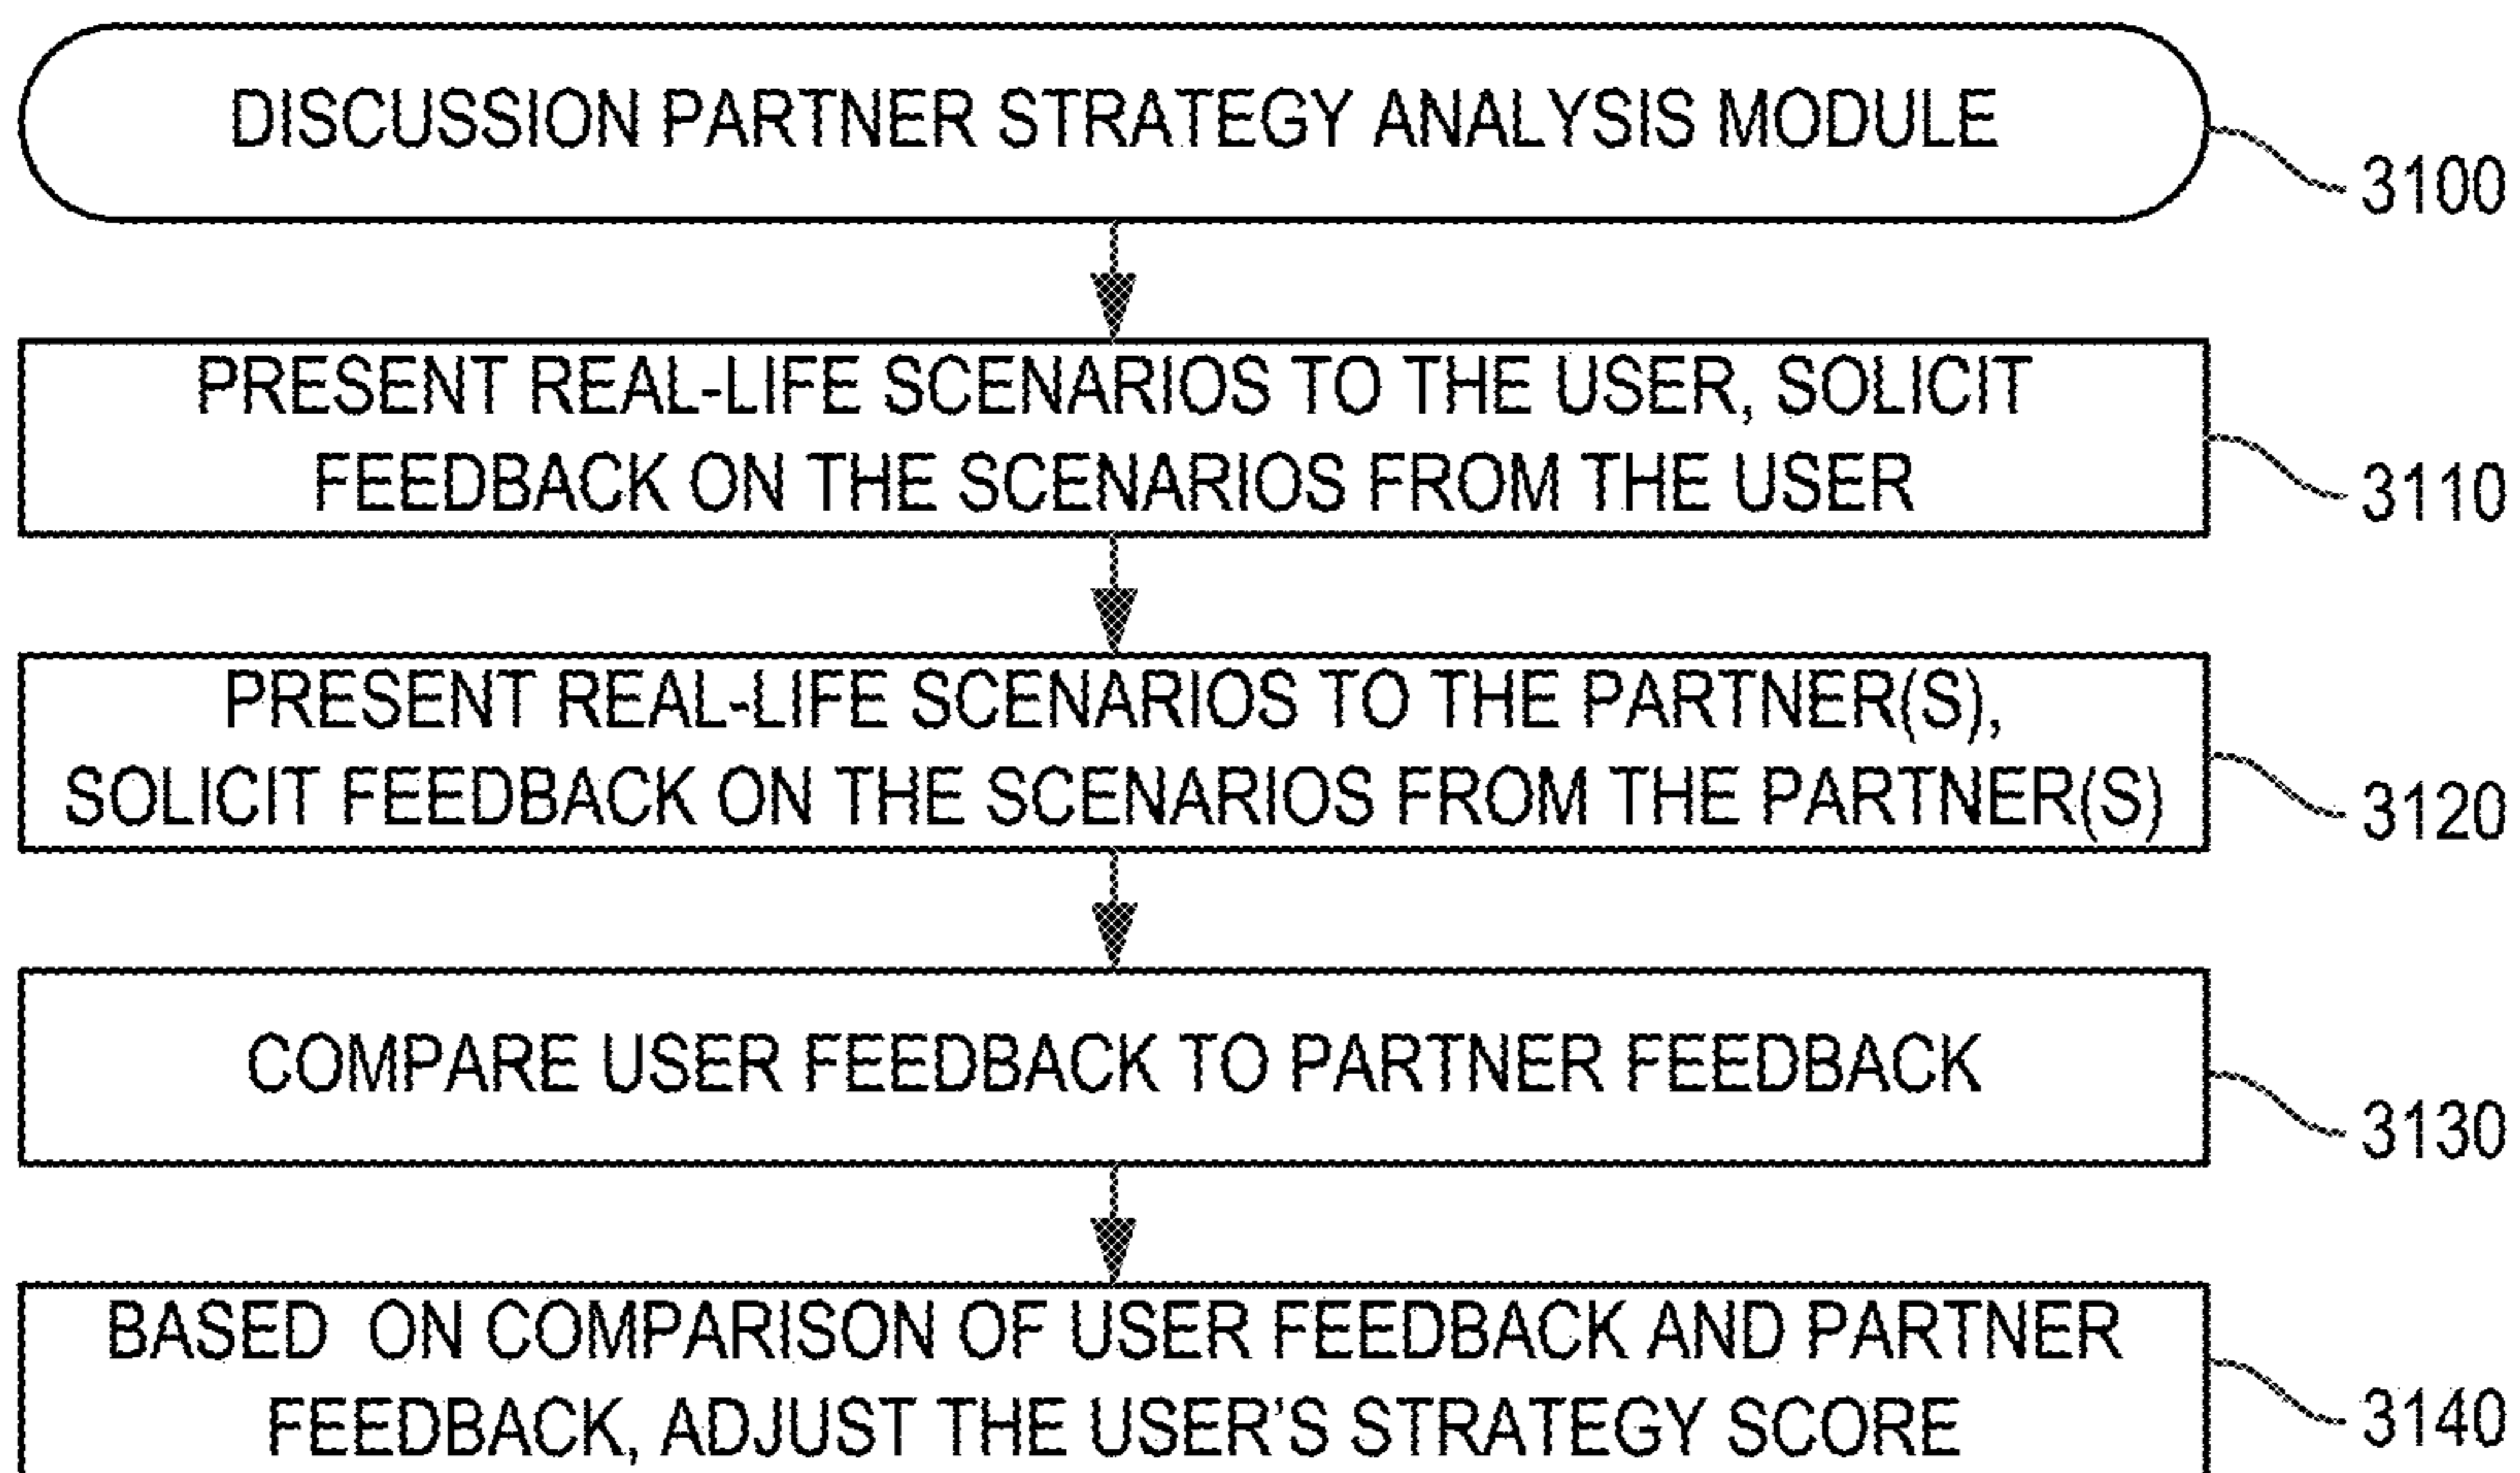 DISCUSSION PARTNER STRATEGY ANALYSIS MODULE
3100
PRESENT REAL-LIFE SCENARIOS TO THE USER, SOLICIT
FEEDBACK ON THE SCENARIOS FROM THE USER
3110
PRESENT REAL-LIFE SCENARIOS TO THE PARTNER(S),
SOLICIT FEEDBACK ON THE SCENARIOS FROM THE PARTNER(S)
3120
COMPARE USER FEEDBACK TO PARTNER FEEDBACK
3130
BASED ON COMPARISON OF USER FEEDBACK AND PARTNER
FEEDBACK, ADJUST THE USER'S STRATEGY SCORE
3140